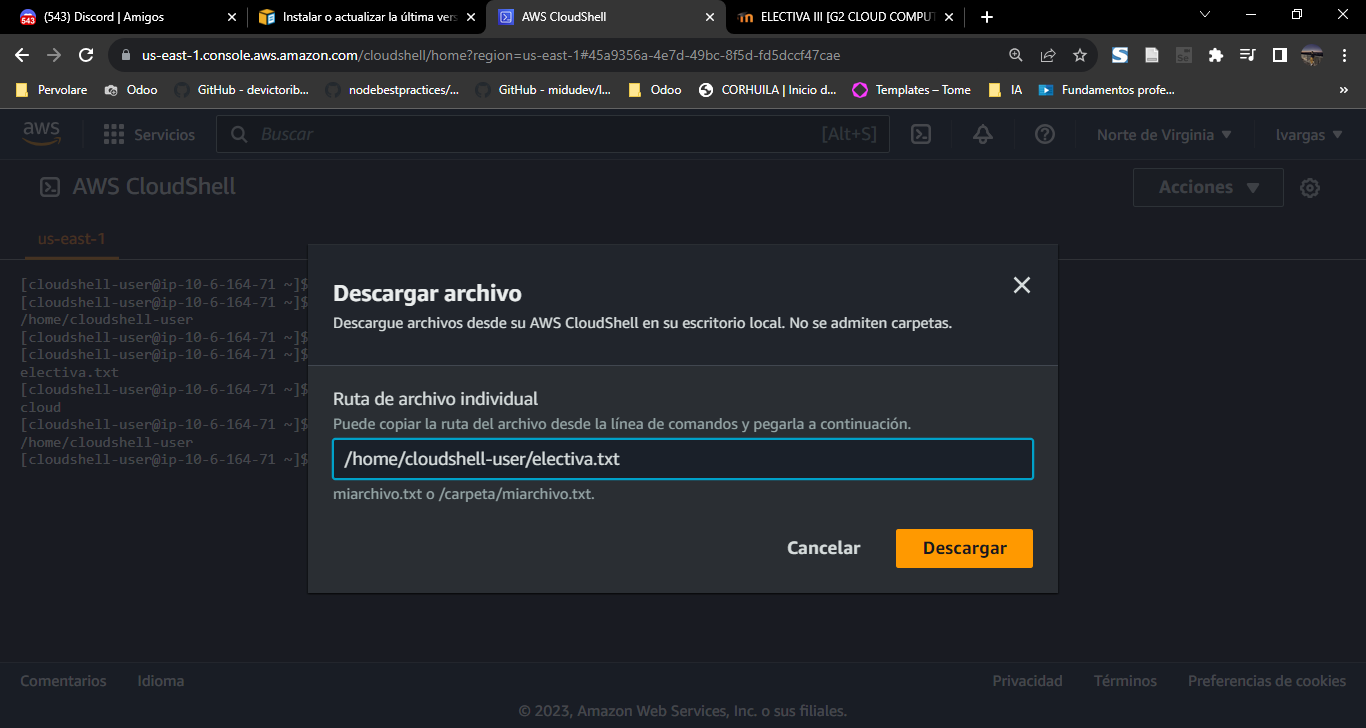 (543) Discord | Amigos
Instalar o actualizar la última vers
AWS CloudShell
ELECTIVA III [G2 CLOUD COMPUT
us-east-1.console.aws.amazon.com/cloudshell/home?region=us-east-1#45a9356a-4e7d-49bc-8f5d-fd5dccf47cae
Pervolare
Odoo
GitHub - devictorib...
nodebestpractices/...
GitHub - midudev/l...
Odoo
CORHUILA | Inicio d...
Templates – Tome
IA
Fundamentos profe...
»
aws
Servicios
Buscar
[Alt+S]
Norte de Virginia
lvargas
AWS CloudShell
Acciones
us-east-1
[cloudshell-user@ip-10-6-164-71 ~]$
[cloudshell-user@ip-10-6-164-71 ~]$
/home/cloudshell-user
[cloudshell-user@ip-10-6-164-71 ~]$
[cloudshell-user@ip-10-6-164-71 ~]$
electiva.txt
[cloudshell-user@ip-10-6-164-71 ~]$
cloud
[cloudshell-user@ip-10-6-164-71 ~]$
/home/cloudshell-user
[cloudshell-user@ip-10-6-164-71 ~]$
Descargar archivo
Descargue archivos desde su AWS CloudShell en su escritorio local. No se admiten carpetas.
Ruta de archivo individual
Puede copiar la ruta del archivo desde la línea de comandos y pegarla a continuación.
/home/cloudshell-user/electiva.txt
miarchivo.txt o /carpeta/miarchivo.txt.
Cancelar
Descargar
Comentarios
Idioma
Privacidad
Términos
Preferencias de cookies
© 2023, Amazon Web Services, Inc. o sus filiales.